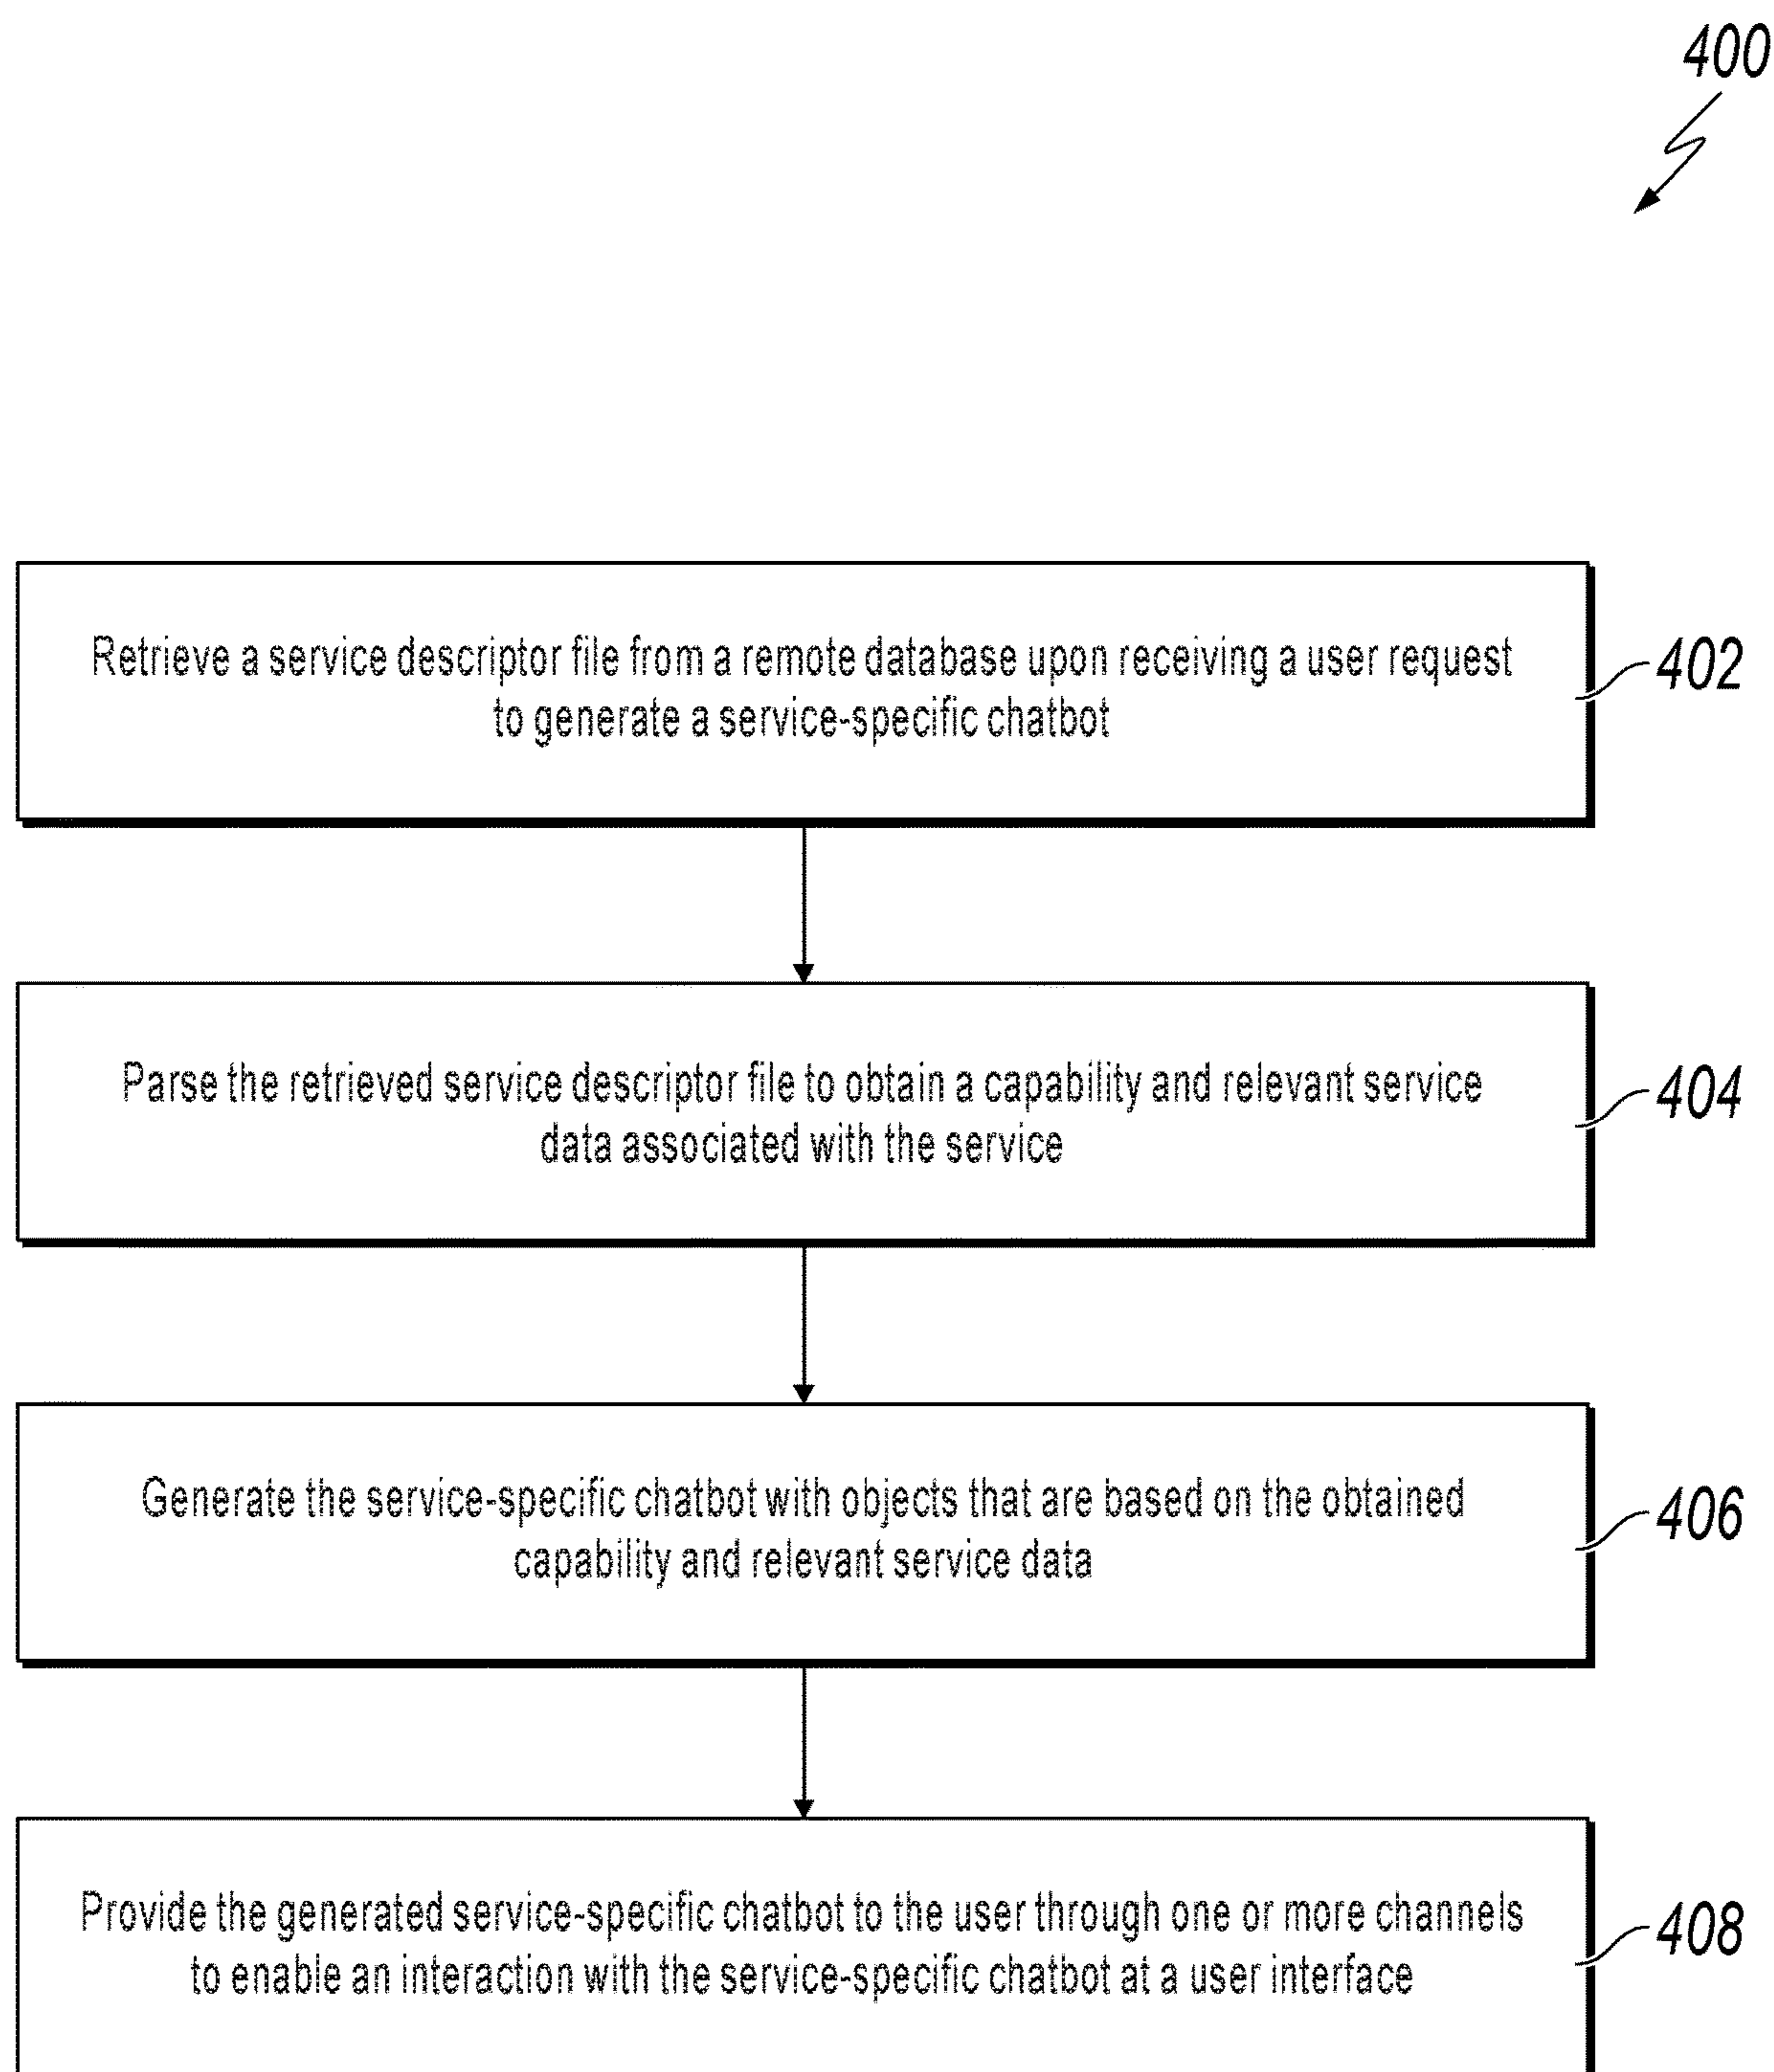 400
Retrieve a service descriptor file from a remote database upon receiving a user request
to generate a service-specific chatbot
402
Parse the retrieved service descriptor file to obtain a capability and relevant service
data associated with the service
404
Generate the service-specific chatbot with objects that are based on the obtained
capability and relevant service data
406
Provide the generated service-specific chatbot to the user through one or more channels
to enable an interaction with the service-specific chatbot at a user interface
408